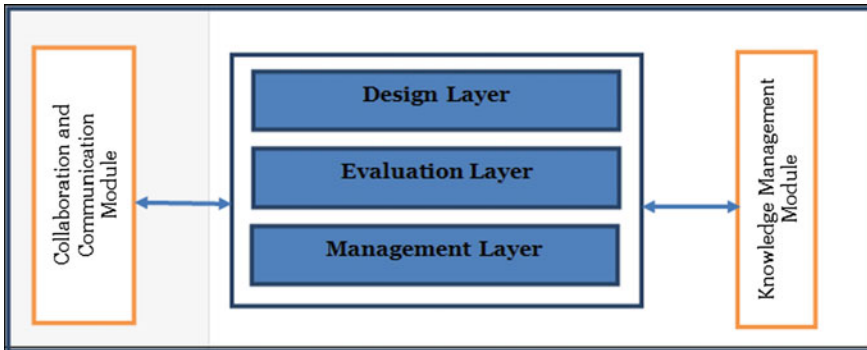 Collaboration and
Communication
Module
Design Layer
Evaluation Layer
Management Layer
Knowledge Management
Module